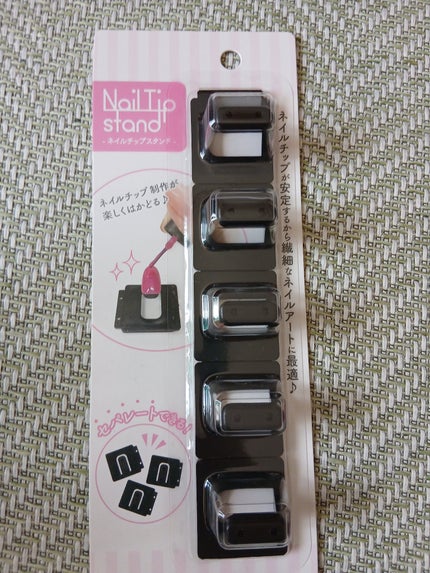 NailTip
stand
- ネイルチップスタンド -
ネイルチップ制作が
楽しくはかどる♪
ネイルチップが安定するから繊細なネイルアートに最適♪
セパレートできる!